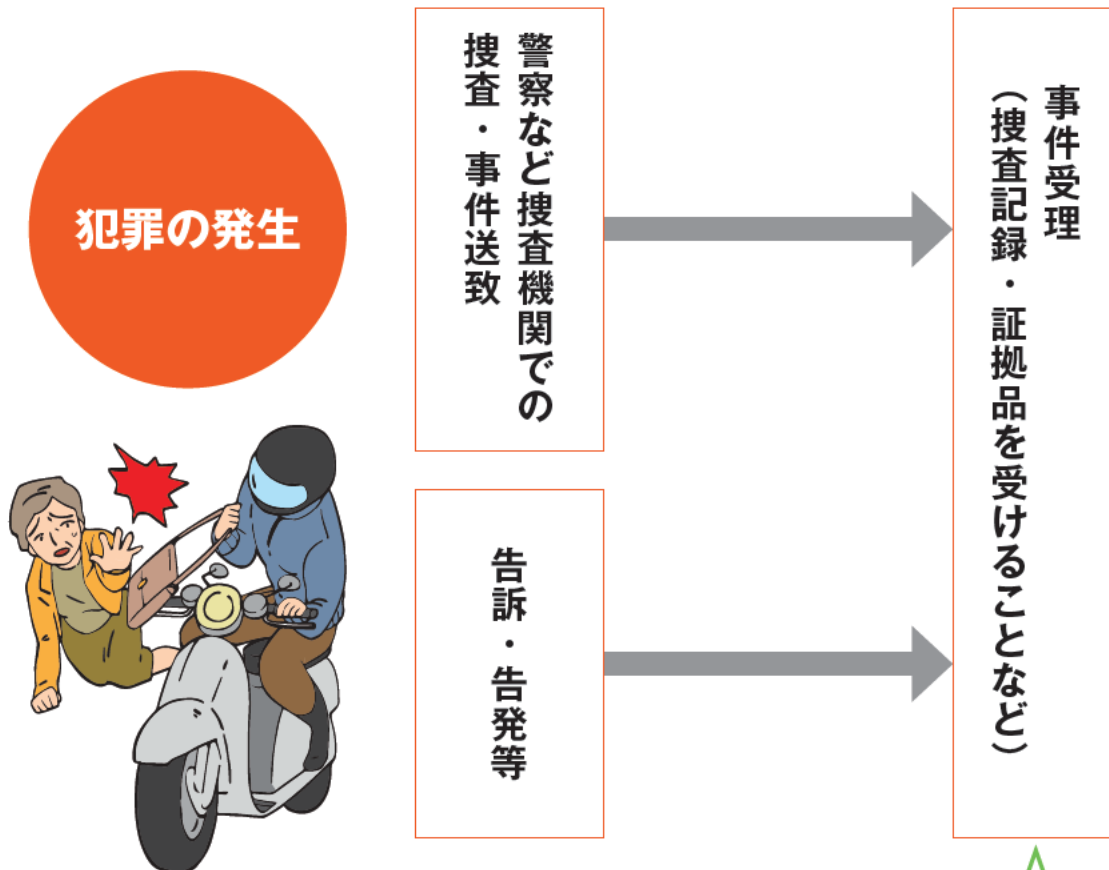 犯罪の発生
警察など捜査機関での
捜査・事件送致
告訴・告発等
事件受理
（捜査記録・証拠品を受けることなど）